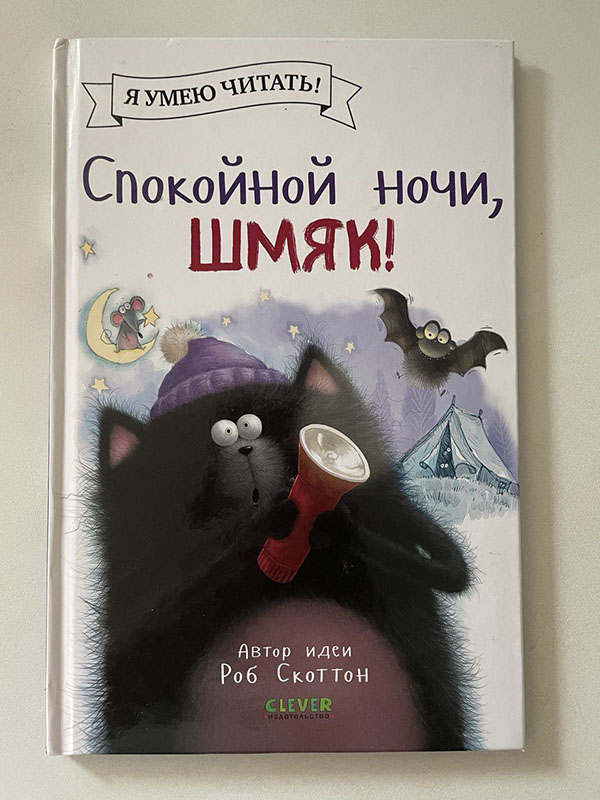 Я УМЕЮ ЧИТАТЬ!
Спокойной ночи,
ШМЯК!
Автор идеи
Роб Скоттон
CLEVER
издательство